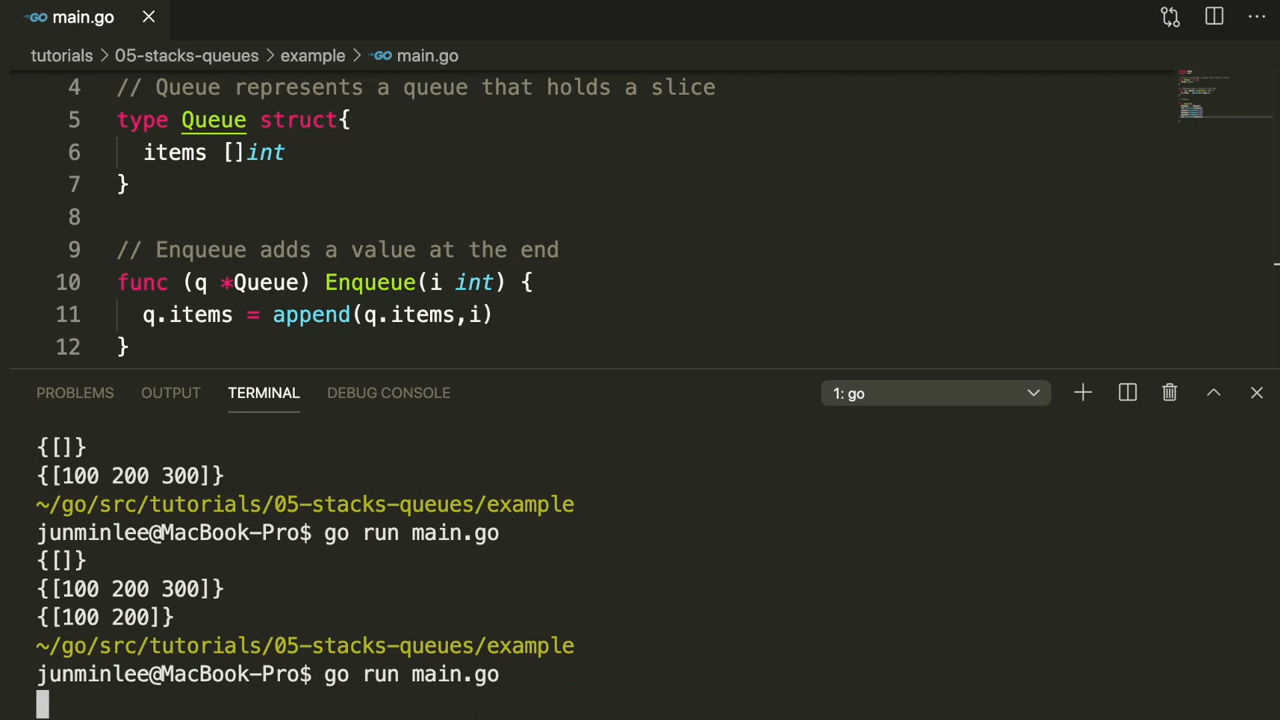 GO main.go
tutorials > 05-stacks-queues > example > GO main.go
4 // Queue represents a queue that holds a slice
5 type Queue struct{
6 items []int
7 }
8
9 // Enqueue adds a value at the end
10 func (q *Queue) Enqueue(i int) {
11 q.items = append(q.items,i)
12 }
PROBLEMS OUTPUT TERMINAL DEBUG CONSOLE 1: go
{[]}
{[100 200 300]}
~/go/src/tutorials/05-stacks-queues/example
junminlee@MacBook-Pro$ go run main.go
{[]}
{[100 200 300]}
{[100 200]}
~/go/src/tutorials/05-stacks-queues/example
junminlee@MacBook-Pro$ go run main.go